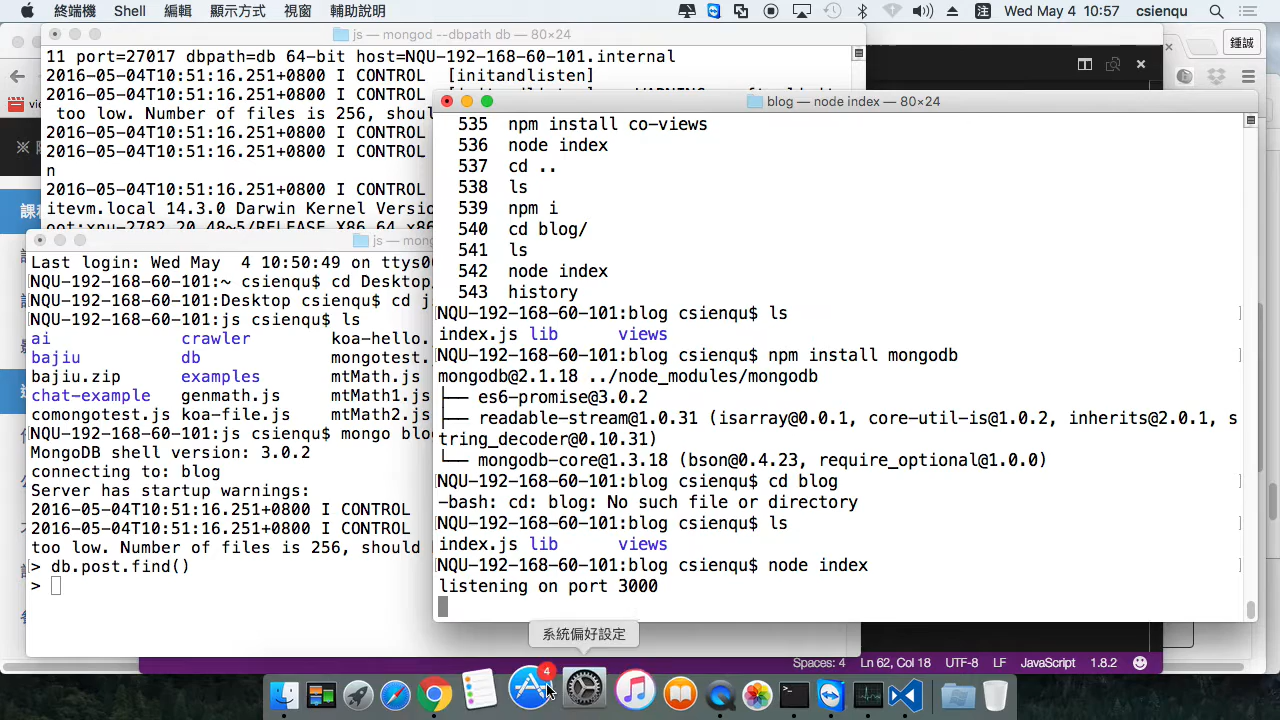 終端機 Shell 編輯 顯示方式 視窗 輔助說明
注 Wed May 4 10:57 csienqu
js — mongod --dbpath db — 80×24
11 port=27017 dbpath=db 64-bit host=NQU-192-168-60-101.internal
2016-05-04T10:51:16.251+0800 I CONTROL [initandlisten]
2016-05-04T10:51:16.251+0800 I CONTROL
too low. Number of files is 256, shou
2016-05-04T10:51:16.251+0800 I CONTROL
2016-05-04T10:51:16.251+0800 I CONTROL
n
2016-05-04T10:51:16.251+0800 I CONTROL
itevm.local 14.3.0 Darwin Kernel Versio
鍾誠
js — mon
Last login: Wed May 4 10:50:49 on ttys00
NQU-192-168-60-101:~ csienqu$ cd Desktop
NQU-192-168-60-101:Desktop csienqu$ cd j
NQU-192-168-60-101:js csienqu$ ls
ai crawler koa-hello.
bajiu db mongotest.
bajiu.zip examples mtMath.js
chat-example genmath.js mtMath1.js
comongotest.js koa-file.js mtMath2.js
NQU-192-168-60-101:js csienqu$ mongo blo
MongoDB shell version: 3.0.2
connecting to: blog
Server has startup warnings:
2016-05-04T10:51:16.251+0800 I CONTROL
2016-05-04T10:51:16.251+0800 I CONTROL
too low. Number of files is 256, should
> db.post.find()
>
blog — node index — 80×24
535 npm install co-views
536 node index
537 cd ..
538 ls
539 npm i
540 cd blog/
541 ls
542 node index
543 history
NQU-192-168-60-101:blog csienqu$ ls
index.js lib views
NQU-192-168-60-101:blog csienqu$ npm install mongodb
mongodb@2.1.18 ../node_modules/mongodb
├── es6-promise@3.0.2
├── readable-stream@1.0.31 (isarray@0.0.1, core-util-is@1.0.2, inherits@2.0.1, s
tring_decoder@0.10.31)
└── mongodb-core@1.3.18 (bson@0.4.23, require_optional@1.0.0)
NQU-192-168-60-101:blog csienqu$ cd blog
-bash: cd: blog: No such file or directory
NQU-192-168-60-101:blog csienqu$ ls
index.js lib views
NQU-192-168-60-101:blog csienqu$ node index
listening on port 3000
系統偏好設定
Spaces: 4 Ln 62, Col 18 UTF-8 LF JavaScript 1.8.2
4